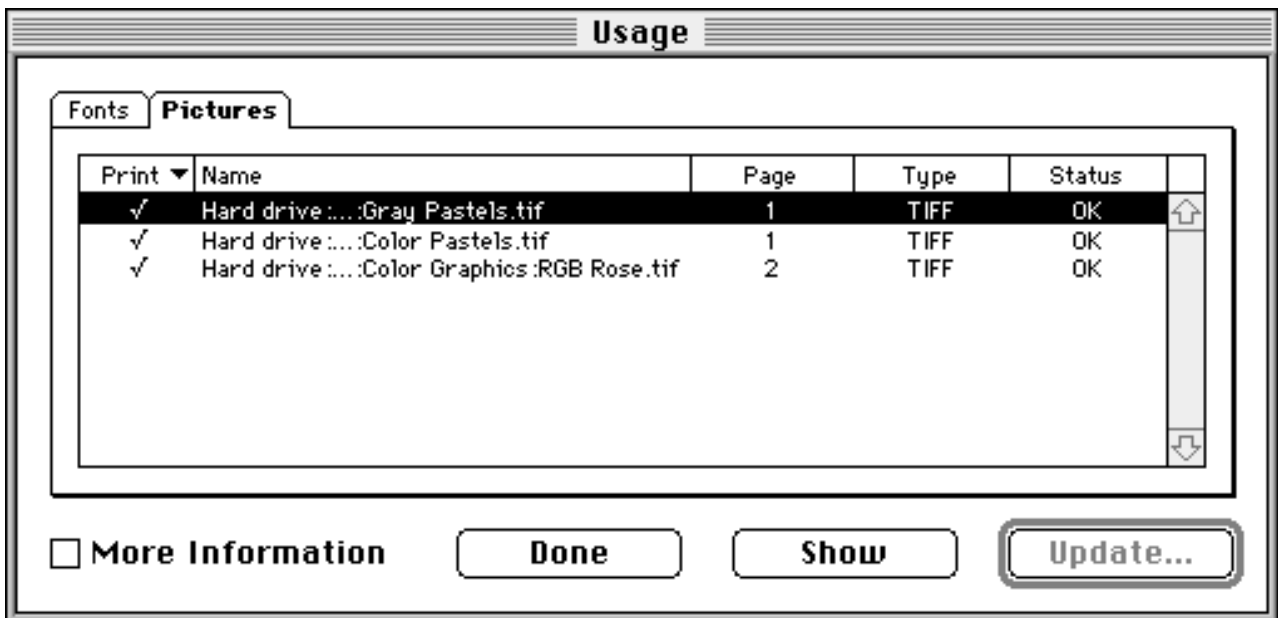 Usage
Fonts Pictures
Print Name Page Type Status
√ Hard drive:...:Gray Pastels.tif 1 TIFF OK
√ Hard drive:...:Color Pastels.tif 1 TIFF OK
√ Hard drive:...:Color Graphics:RGB Rose.tif 2 TIFF OK
More Information Done Show Update...